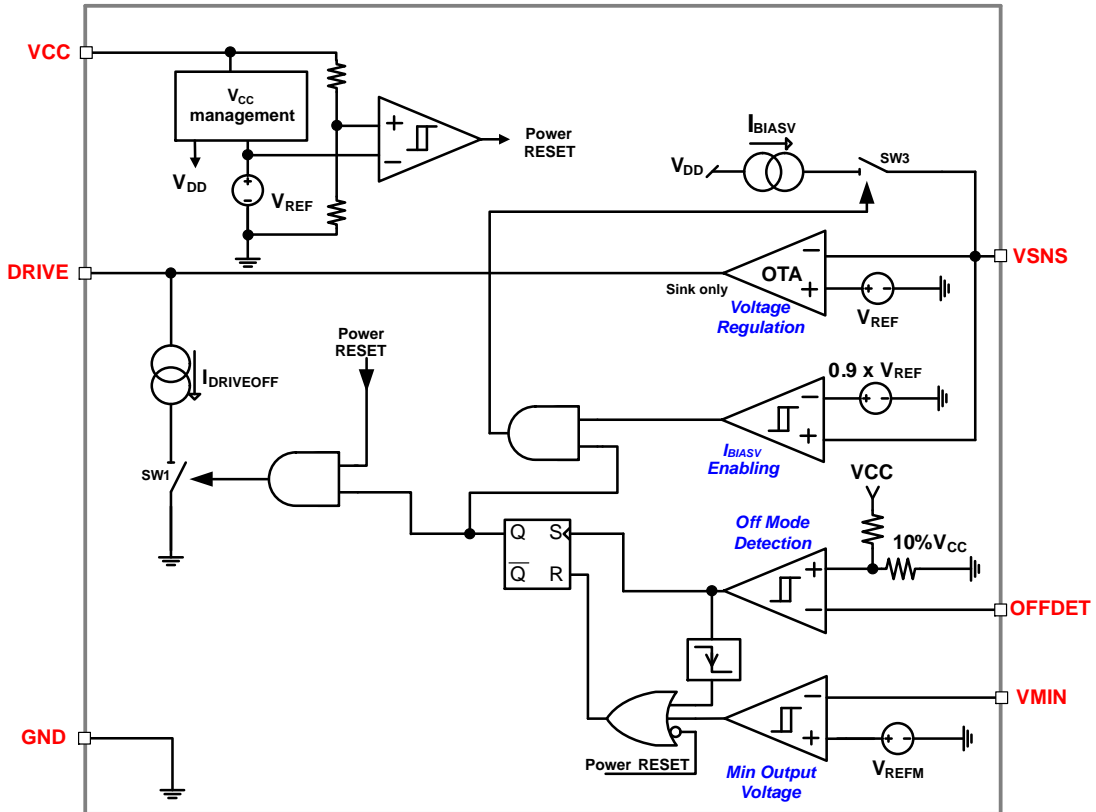 VCC
VCC
management
VDD
VREF
+
−
+
-
Power
RESET
IBIASV
VDD
SW3
DRIVE
VSNS
−
OTA
+
Sink only
Voltage
Regulation
+
-
VREF
Power
RESET
IDRIVEOFF
0.9 x VREF
−
+
+
-
IBIASV
Enabling
SW1
VCC
Off Mode
Detection
10%VCC
Q S
Q R
+
−
OFFDET
VMIN
−
+
+
-
GND
Power RESET
Min Output
Voltage
VREFM